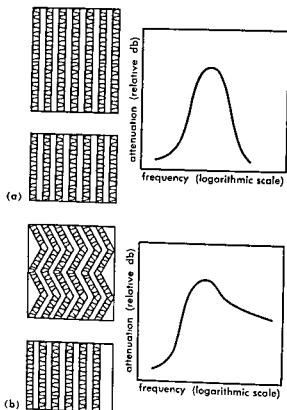 attenuation (relative db)
frequency (logarithmic scale)
(a)
attenuation (relative db)
frequency (logarithmic scale)
(b)